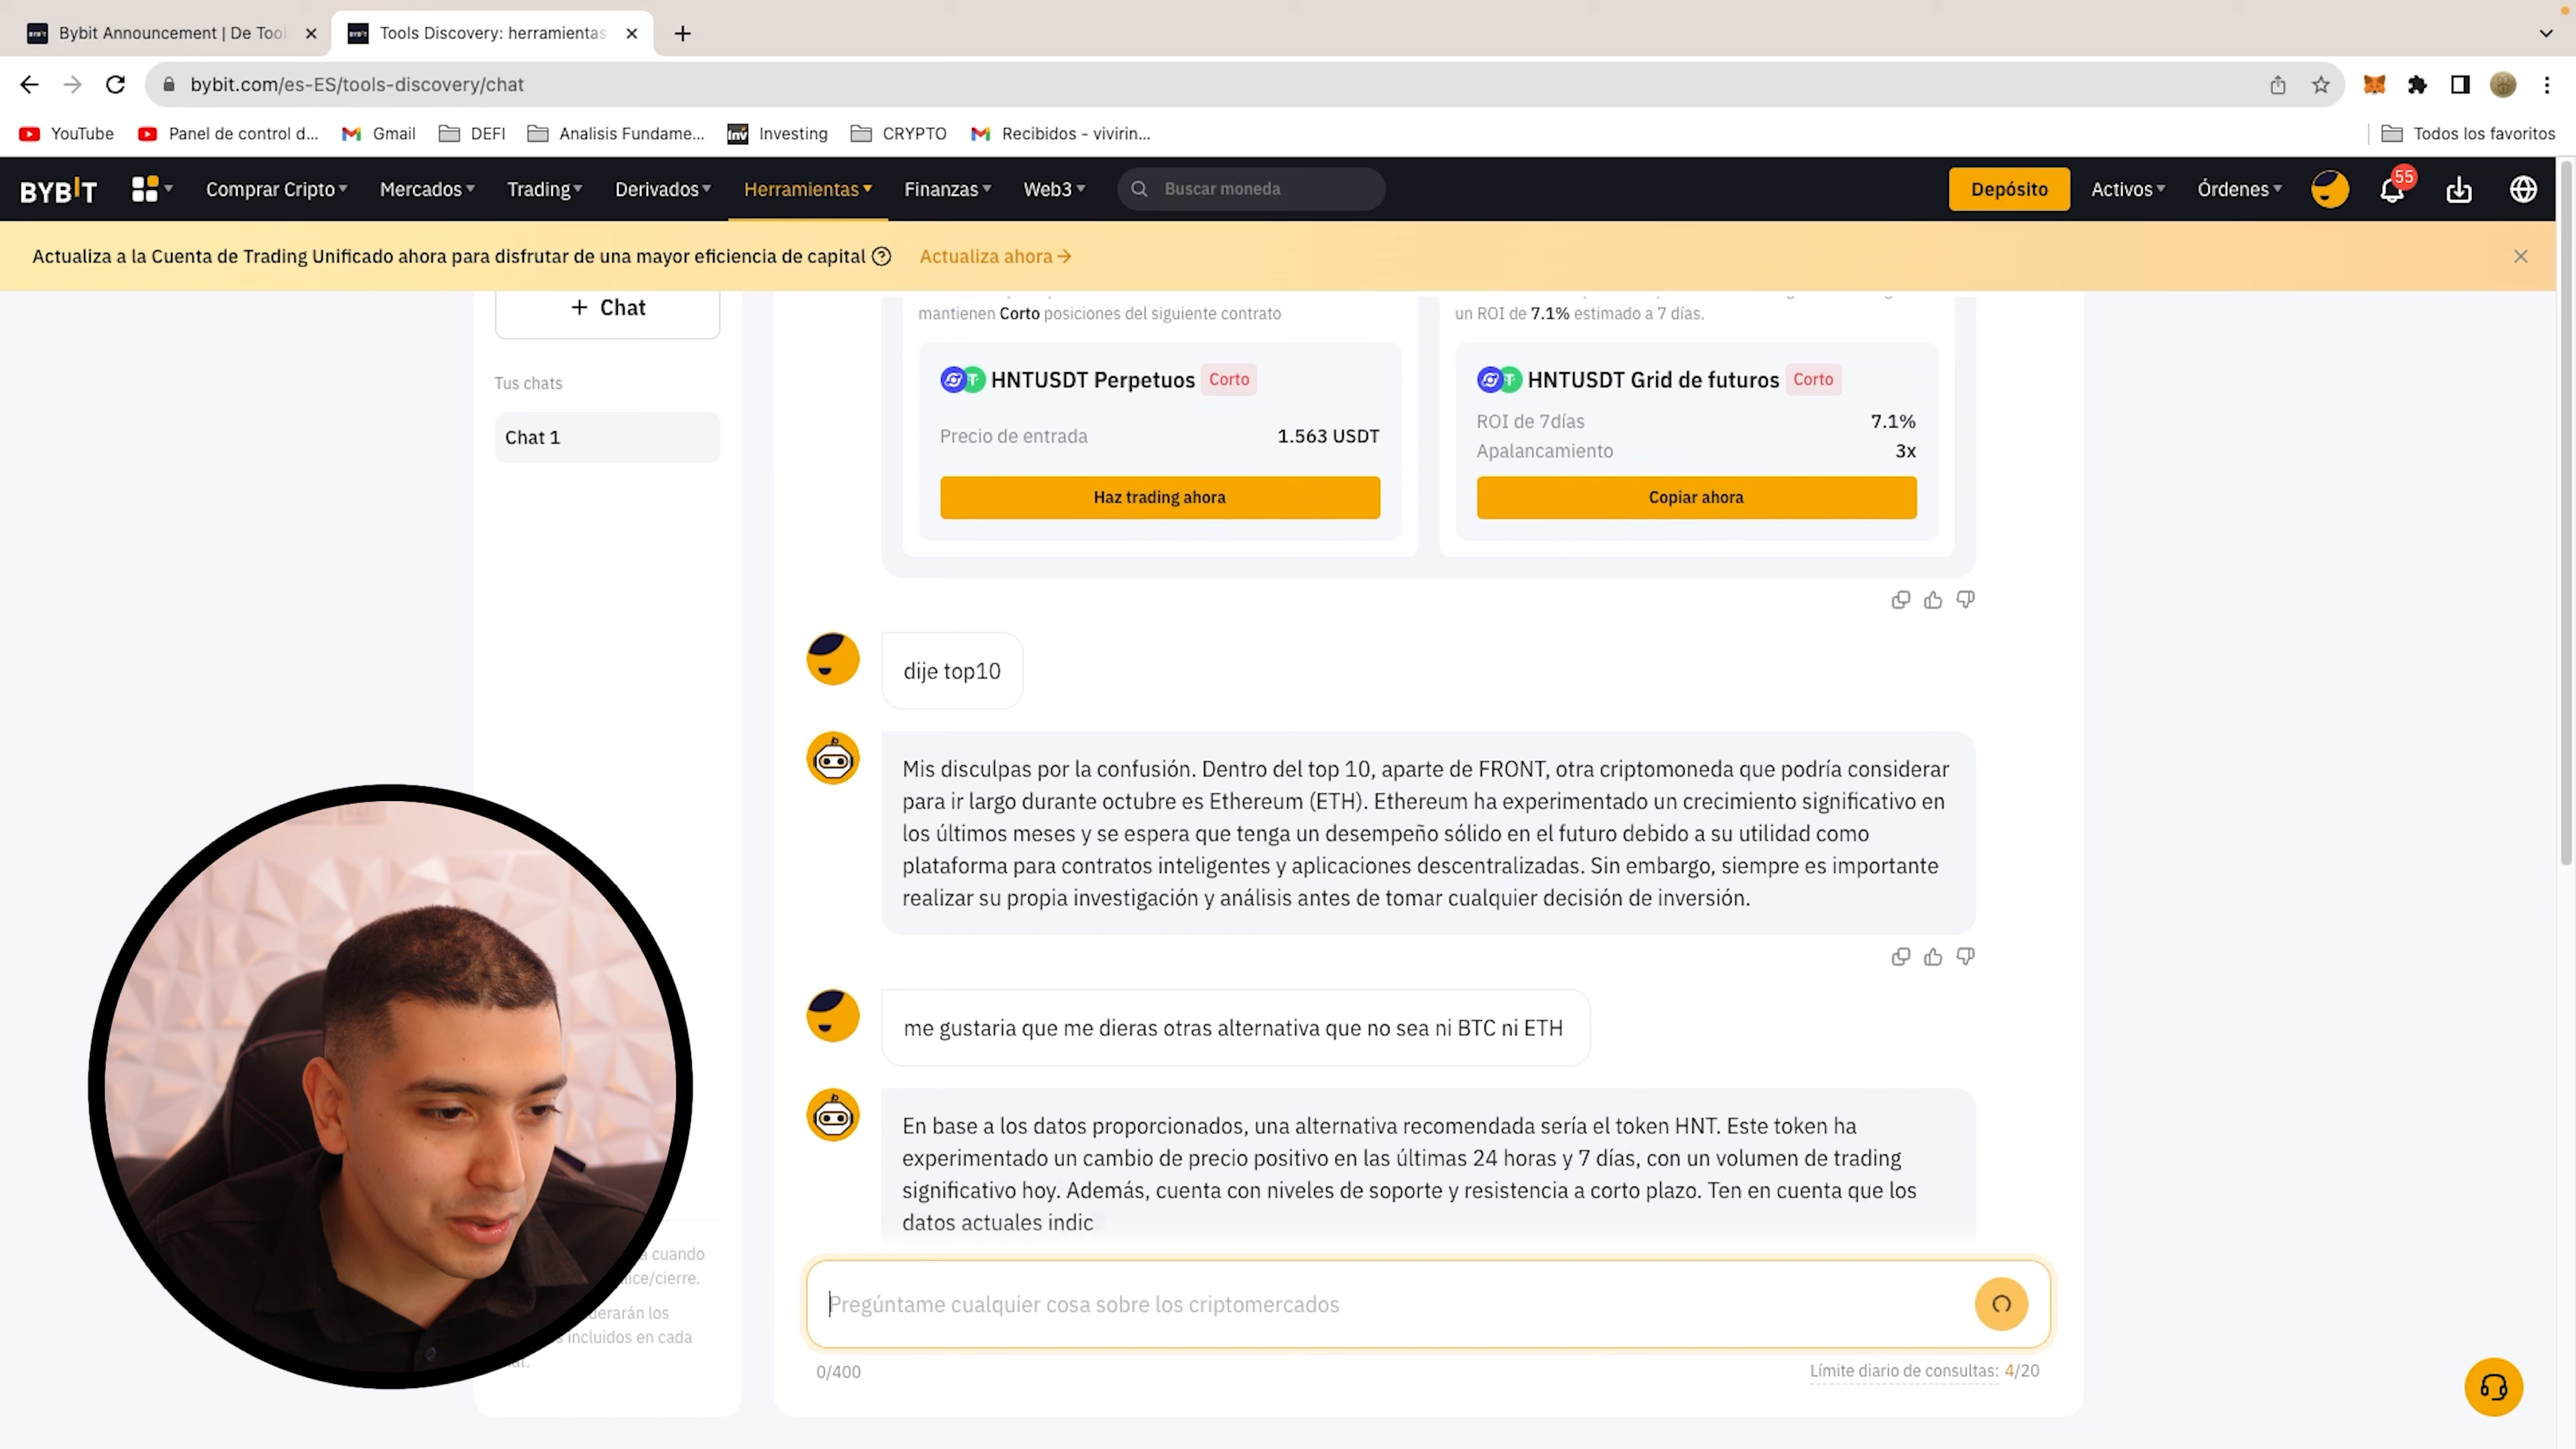 Bybit Announcement | De Tool
Tools Discovery: herramientas
bybit.com/es-ES/tools-discovery/chat
YouTube
Panel de control d...
Gmail
DEFI
Analisis Fundame...
Inv
Investing
CRYPTO
Recibidos - vivirin...
Todos los favoritos
BYBIT
Comprar Cripto
Mercados
Trading
Derivados
Herramientas
Finanzas
Web3
Buscar moneda
Depósito
Activos
Órdenes
55
Actualiza a la Cuenta de Trading Unificado ahora para disfrutar de una mayor eficiencia de capital
Actualiza ahora
+ Chat
Tus chats
Chat 1
mantienen Corto posiciones del siguiente contrato
HNTUSDT Perpetuos Corto
Precio de entrada 1.563 USDT
Haz trading ahora
un ROI de 7.1% estimado a 7 días.
HNTUSDT Grid de futuros Corto
ROI de 7días 7.1%
Apalancamiento 3x
Copiar ahora
dije top10
Mis disculpas por la confusión. Dentro del top 10, aparte de FRONT, otra criptomoneda que podría considerar
para ir largo durante octubre es Ethereum (ETH). Ethereum ha experimentado un crecimiento significativo en
los últimos meses y se espera que tenga un desempeño sólido en el futuro debido a su utilidad como
plataforma para contratos inteligentes y aplicaciones descentralizadas. Sin embargo, siempre es importante
realizar su propia investigación y análisis antes de tomar cualquier decisión de inversión.
me gustaria que me dieras otras alternativa que no sea ni BTC ni ETH
En base a los datos proporcionados, una alternativa recomendada sería el token HNT. Este token ha
experimentado un cambio de precio positivo en las últimas 24 horas y 7 días, con un volumen de trading
significativo hoy. Además, cuenta con niveles de soporte y resistencia a corto plazo. Ten en cuenta que los
datos actuales indic
cuando
ice/cierre.
erarán los
incluidos en cada
Pregúntame cualquier cosa sobre los criptomercados
0/400
Límite diario de consultas: 4/20